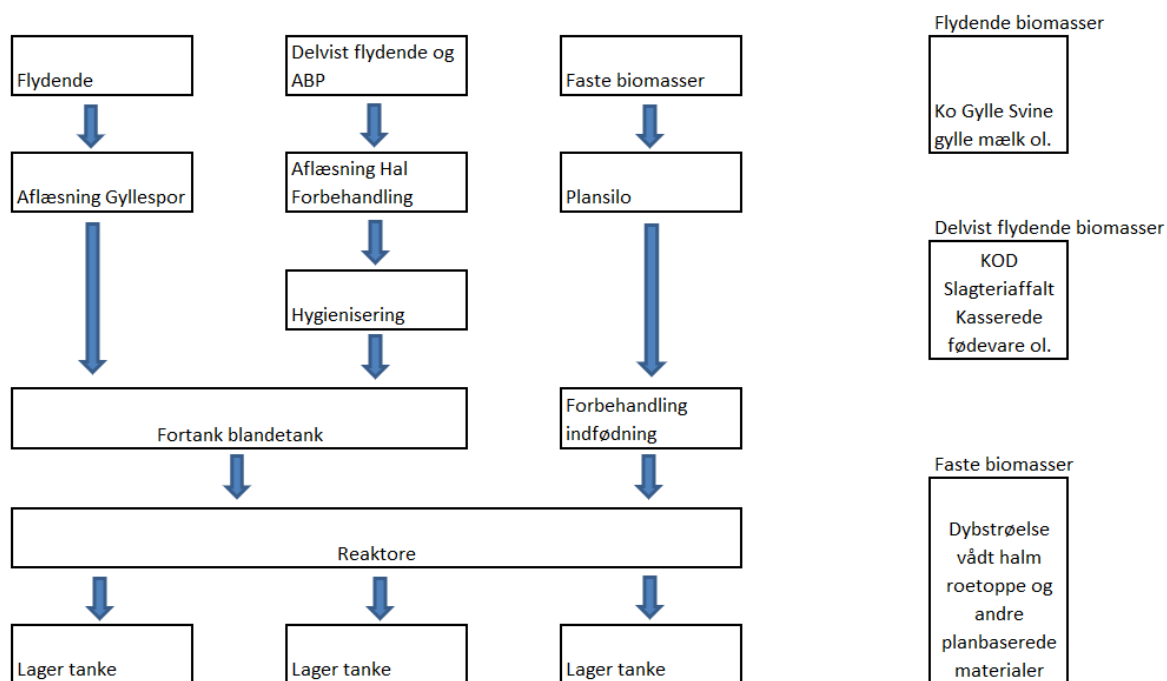 Flydende
Delvist flydende og
ABP
Faste biomasser
Aflæsning Gyllespor
Aflæsning Hal
Forbehandling
Plansilo
Hygienisering
Fortank blandetank
Forbehandling
indfødning
Reaktore
Lager tanke
Lager tanke
Lager tanke
Flydende biomasser
Ko Gylle Svine
gylle mælk ol.
Delvist flydende biomasser
KOD
Slagteriaffalt
Kasserede
fødevare ol.
Faste biomasser
Dybstrøelse
vådt halm
roetoppe og
andre
planbaserede
materialer